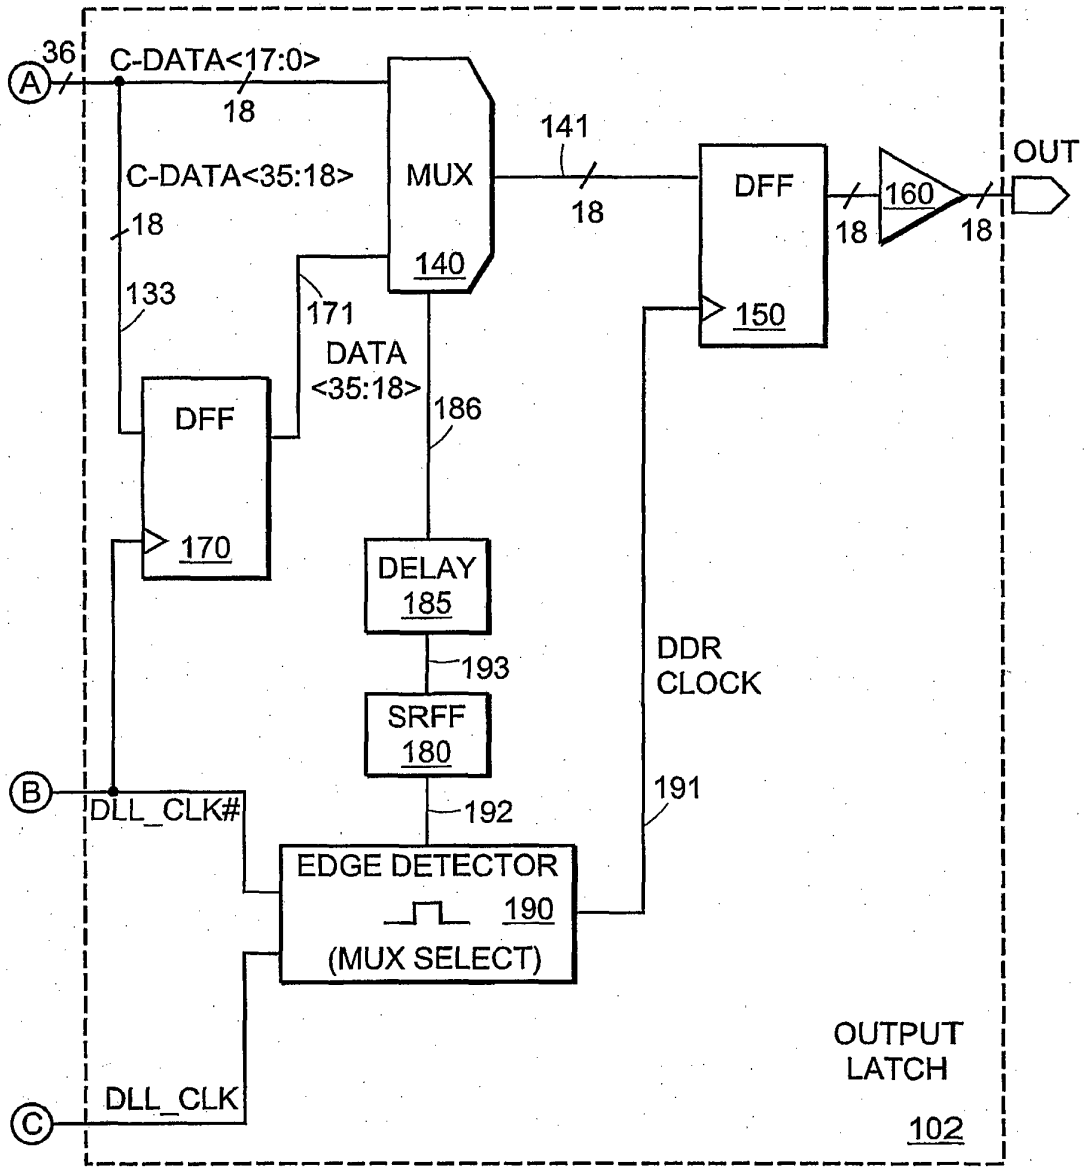 A
36
C-DATA<17:0>
18
C-DATA<35:18>
18
133
MUX
140
141
18
DFF
150
18
160
18
OUT
171
DATA
<35:18>
186
DFF
170
DELAY
185
193
SRFF
180
192
DDR
CLOCK
191
B
DLL_CLK#
EDGE DETECTOR
190
(MUX SELECT)
C
DLL_CLK
OUTPUT
LATCH
102